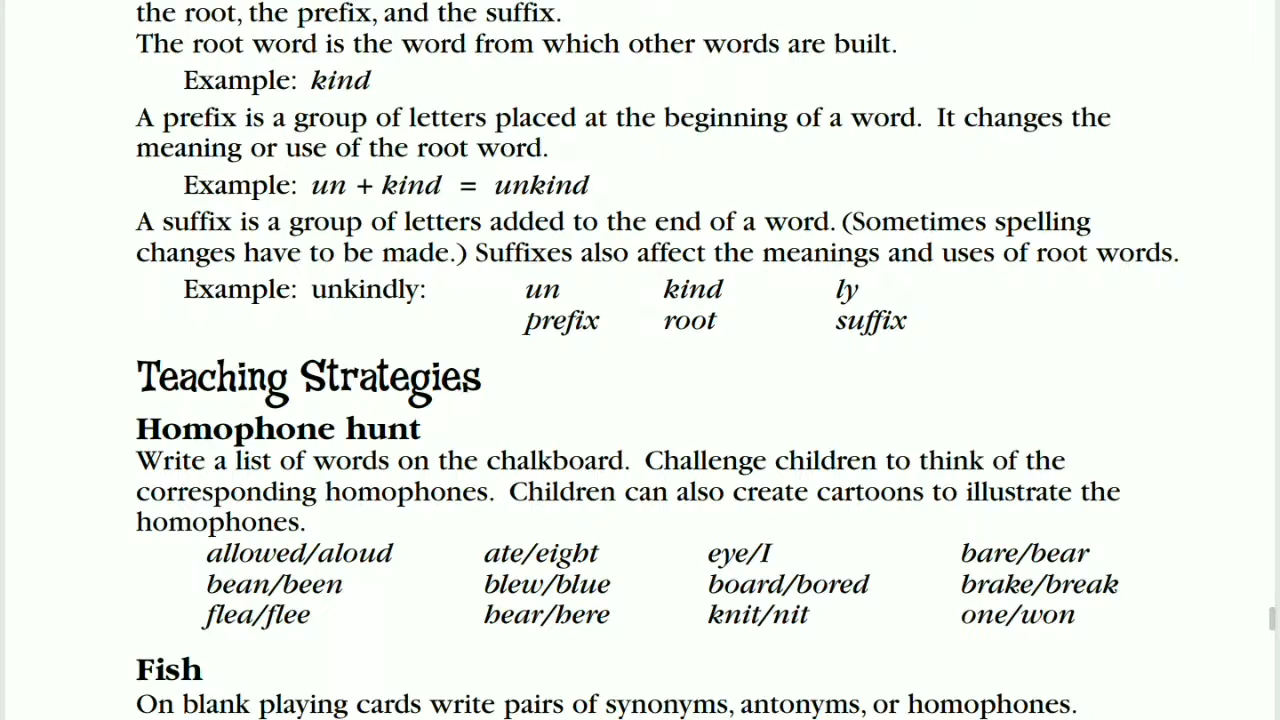 the root, the prefix, and the suffix.
The root word is the word from which other words are built.
Example: kind
A prefix is a group of letters placed at the beginning of a word. It changes the
meaning or use of the root word.
Example: un + kind = unkind
A suffix is a group of letters added to the end of a word. (Sometimes spelling
changes have to be made.) Suffixes also affect the meanings and uses of root words.
Example: unkindly: un kind ly
prefix root suffix
Teaching Strategies
Homophone hunt
Write a list of words on the chalkboard. Challenge children to think of the
corresponding homophones. Children can also create cartoons to illustrate the
homophones.
allowed/aloud ate/eight eye/I bare/bear
bean/been blew/blue board/bored brake/break
flea/flee hear/here knit/nit one/won
Fish
On blank playing cards write pairs of synonyms, antonyms, or homophones.